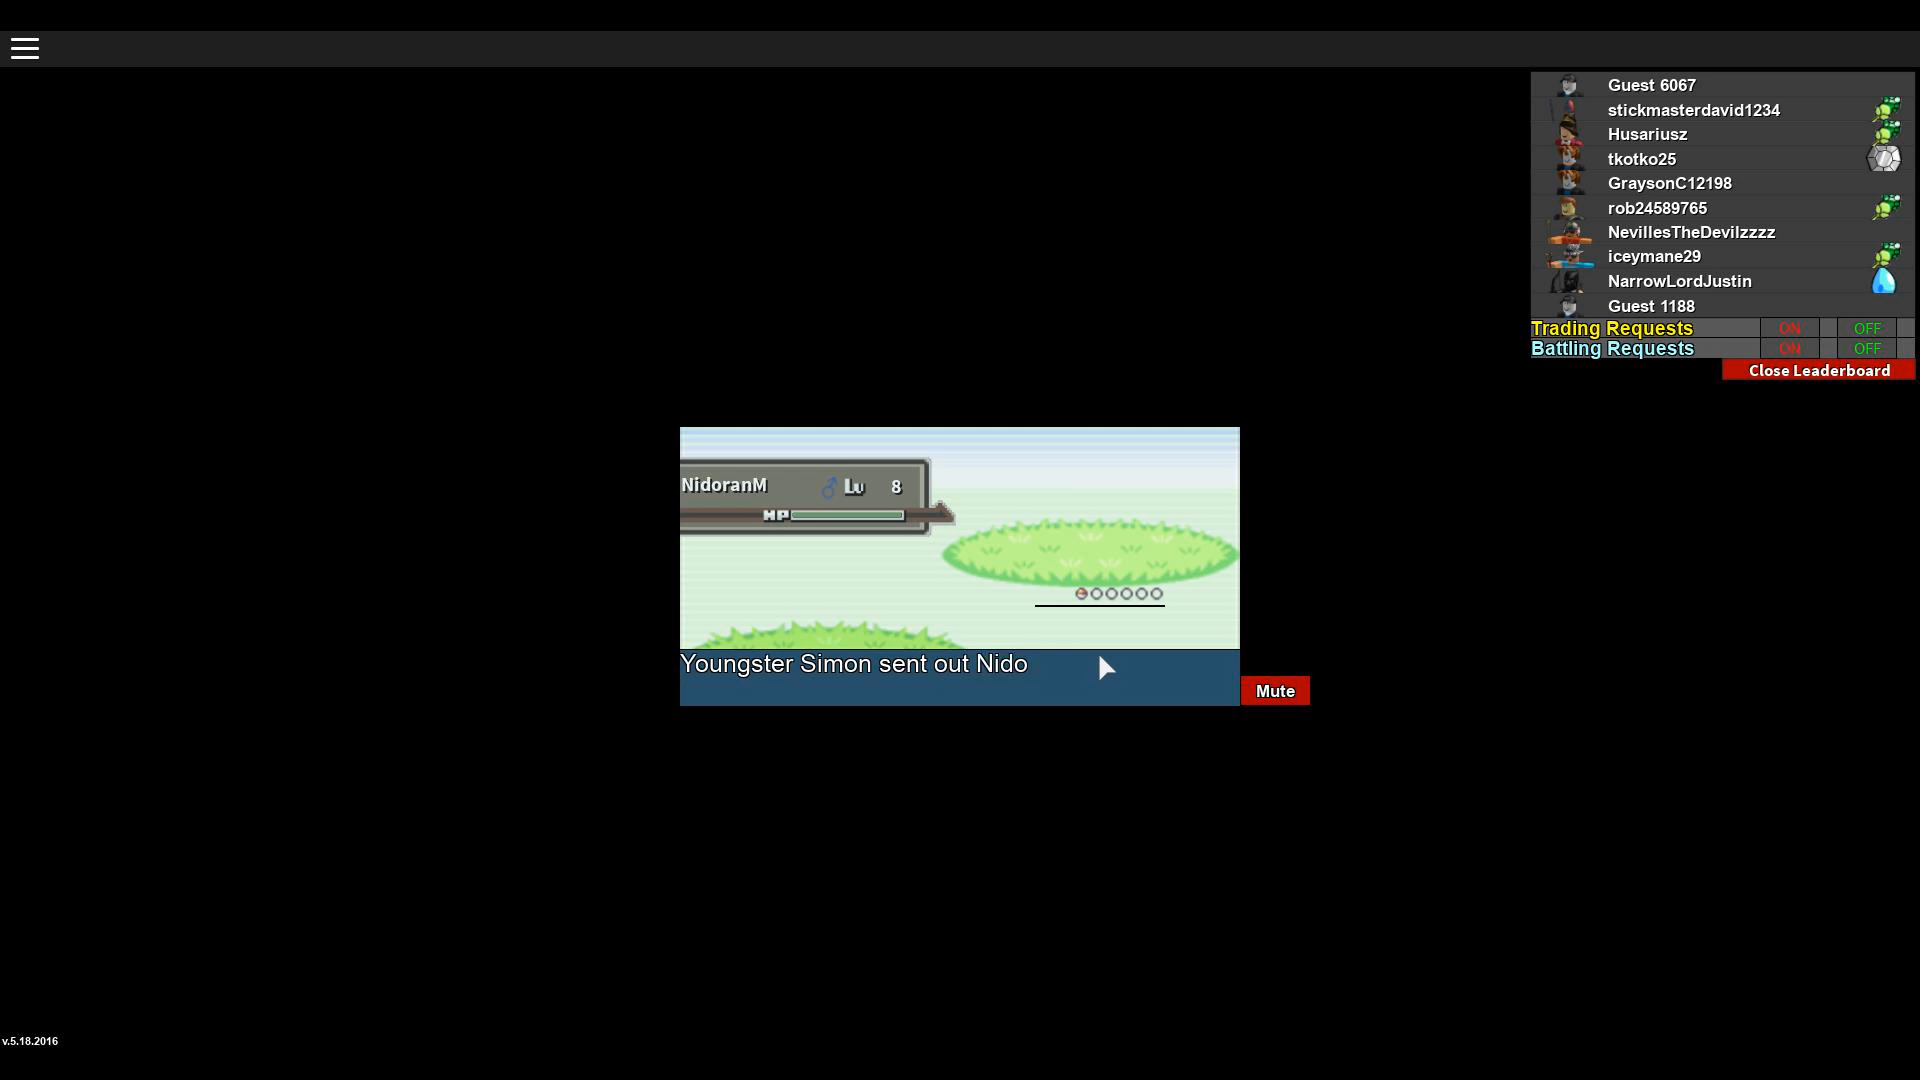 Guest 6067
stickmasterdavid1234
Husariusz
tkotko25
GraysonC12198
rob24589765
NevillesTheDevilzzzz
iceymane29
NarrowLordJustin
Guest 1188
Trading Requests ON OFF
Battling Requests ON OFF
Close Leaderboard
NidoranM ♂ Lv 8
HP
Youngster Simon sent out Nido
Mute
v.5.18.2016